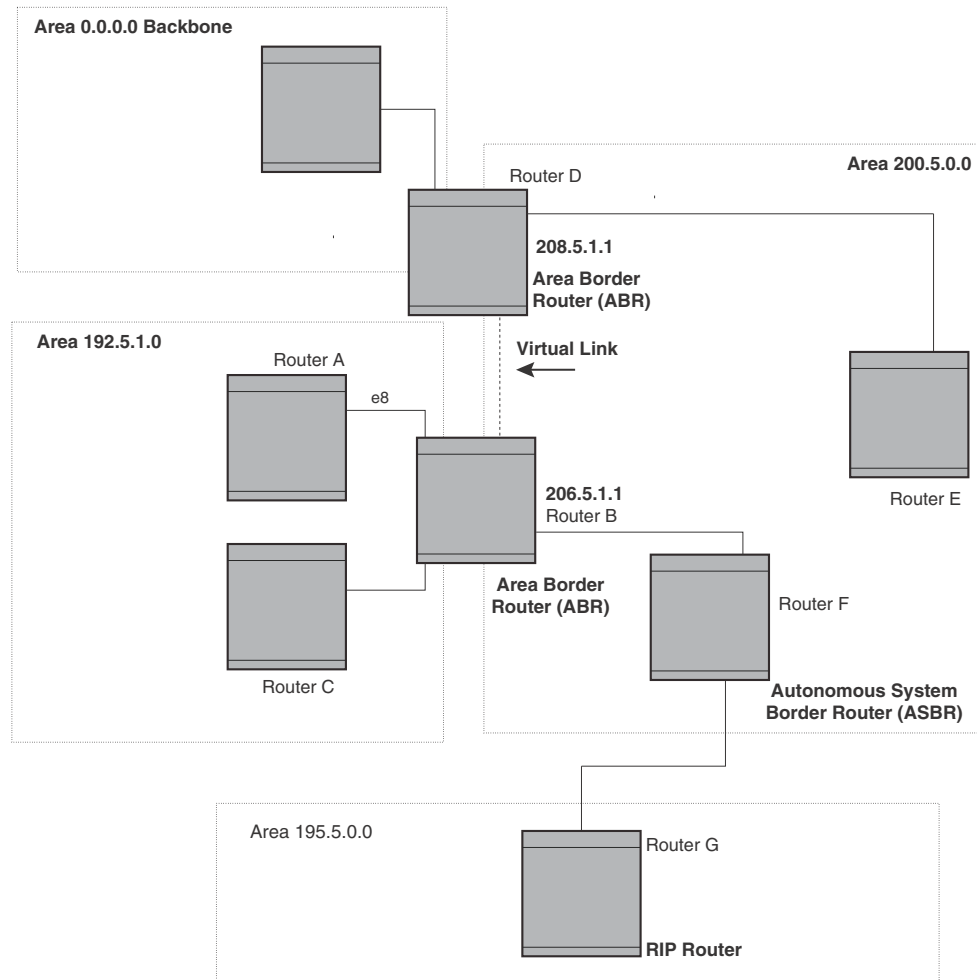 Area 0.0.0.0 Backbone
Area 200.5.0.0
Router D
208.5.1.1
Area Border
Router (ABR)
Area 192.5.1.0
Virtual Link
Router A
e8
206.5.1.1
Router B
Router E
Area Border
Router (ABR)
Router F
Router C
Autonomous System
Border Router (ASBR)
Area 195.5.0.0
Router G
RIP Router